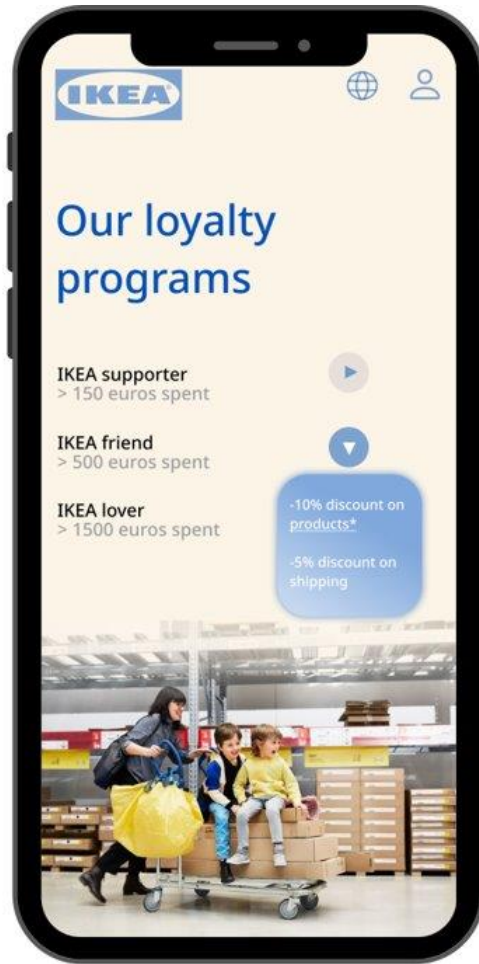 IKEA
Our loyalty
programs
IKEA supporter
> 150 euros spent
IKEA friend
> 500 euros spent
IKEA lover
> 1500 euros spent
-10% discount on
products*
-5% discount on
shipping